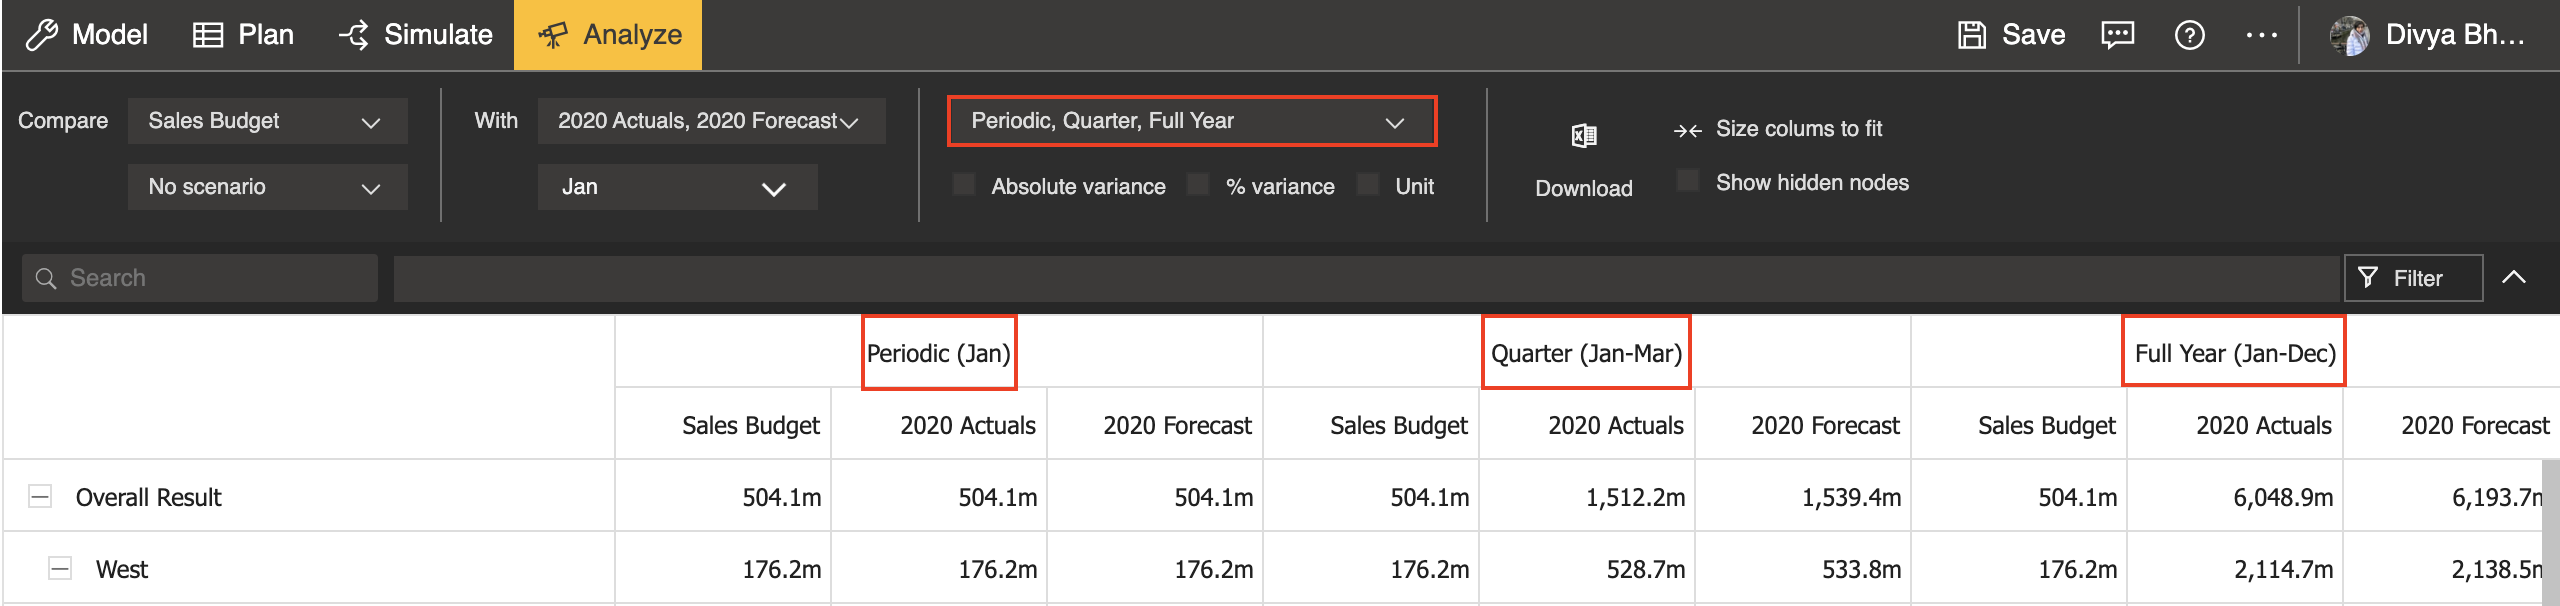 Model Plan Simulate Analyze Save Divya Bh...
Compare Sales Budget With 2020 Actuals, 2020 Forecast Periodic, Quarter, Full Year
Size colums to fit
No scenario Jan Absolute variance % variance Unit Download Show hidden nodes
Search Filter
Periodic (Jan) Quarter (Jan-Mar) Full Year (Jan-Dec)
Sales Budget 2020 Actuals 2020 Forecast Sales Budget 2020 Actuals 2020 Forecast Sales Budget 2020 Actuals 2020 Forecast
Overall Result 504.1m 504.1m 504.1m 504.1m 1,512.2m 1,539.4m 504.1m 6,048.9m 6,193.7m
West 176.2m 176.2m 176.2m 176.2m 528.7m 533.8m 176.2m 2,114.7m 2,138.5m